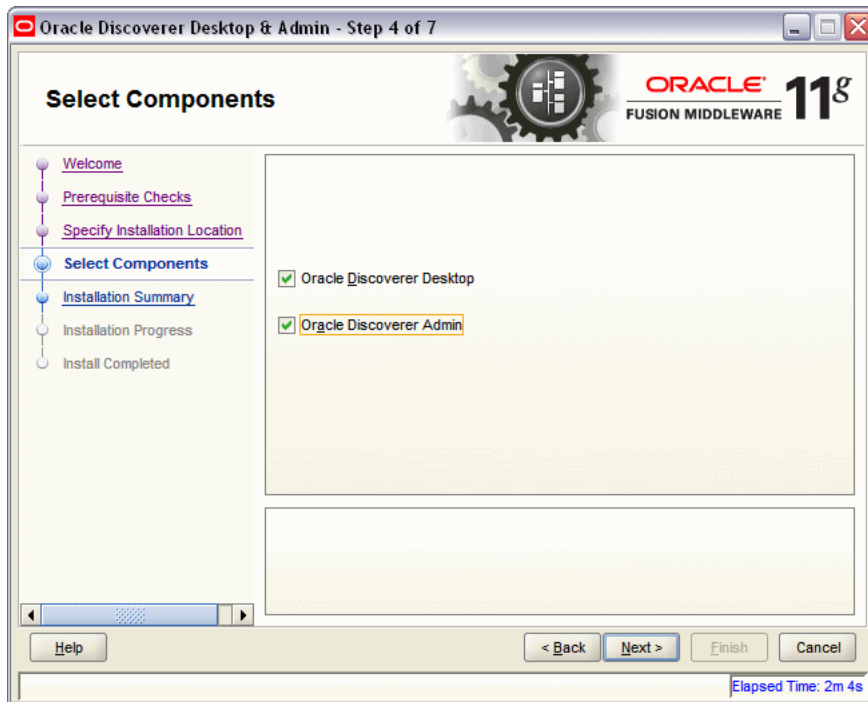 Oracle Discoverer Desktop & Admin - Step 4 of 7
Select Components
ORACLE
FUSION MIDDLEWARE 11g
Welcome
Prerequisite Checks
Specify Installation Location
Select Components
Installation Summary
Installation Progress
Install Completed
Oracle Discoverer Desktop
Oracle Discoverer Admin
Help
< Back
Next >
Finish
Cancel
Elapsed Time: 2m 4s